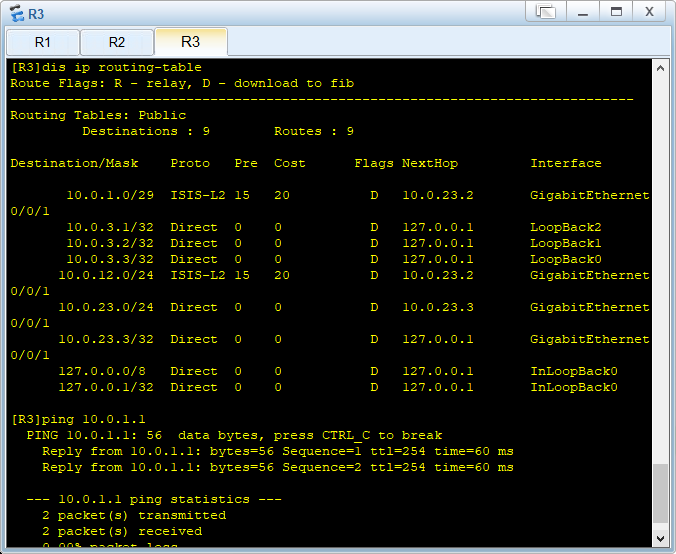 R3
R1 R2 R3
[R3]dis ip routing-table
Route Flags: R - relay, D - download to fib
------------------------------------------------------------------------------
Routing Tables: Public
Destinations : 9 Routes : 9
Destination/Mask Proto Pre Cost Flags NextHop Interface
10.0.1.0/29 ISIS-L2 15 20 D 10.0.23.2 GigabitEthernet
0/0/1
10.0.3.1/32 Direct 0 0 D 127.0.0.1 LoopBack2
10.0.3.2/32 Direct 0 0 D 127.0.0.1 LoopBack1
10.0.3.3/32 Direct 0 0 D 127.0.0.1 LoopBack0
10.0.12.0/24 ISIS-L2 15 20 D 10.0.23.2 GigabitEthernet
0/0/1
10.0.23.0/24 Direct 0 0 D 10.0.23.3 GigabitEthernet
0/0/1
10.0.23.3/32 Direct 0 0 D 127.0.0.1 GigabitEthernet
0/0/1
127.0.0.0/8 Direct 0 0 D 127.0.0.1 InLoopBack0
127.0.0.1/32 Direct 0 0 D 127.0.0.1 InLoopBack0
[R3]ping 10.0.1.1
PING 10.0.1.1: 56 data bytes, press CTRL_C to break
Reply from 10.0.1.1: bytes=56 Sequence=1 ttl=254 time=60 ms
Reply from 10.0.1.1: bytes=56 Sequence=2 ttl=254 time=60 ms
--- 10.0.1.1 ping statistics ---
2 packet(s) transmitted
2 packet(s) received
0.00% packet loss